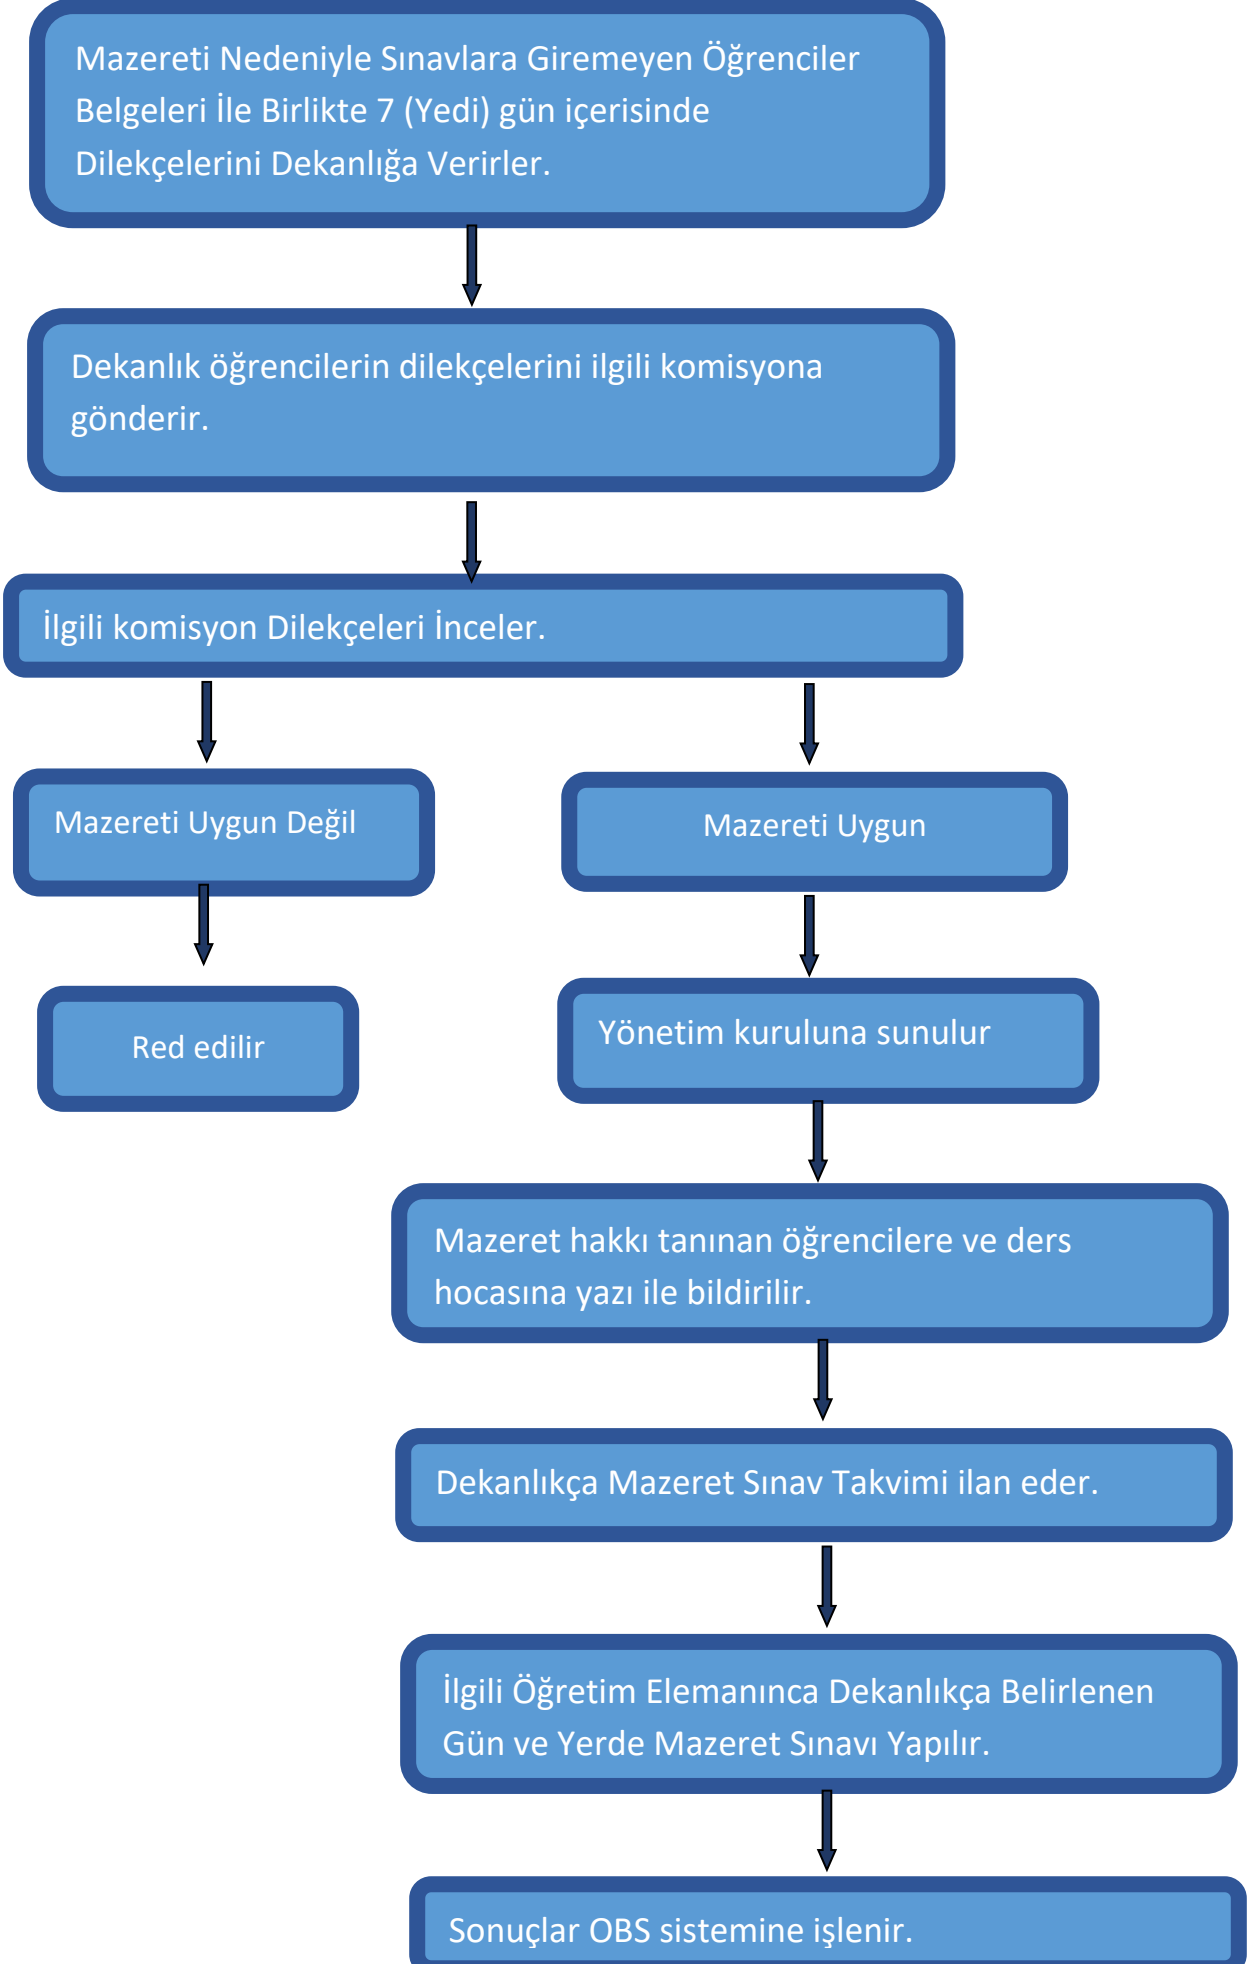 Mazereti Nedeniyle Sınavlara Giremeyen Öğrenciler
Belgeleri İle Birlikte 7 (Yedi) gün içerisinde
Dilekçelerini Dekanlığa Verirler.
Dekanlık öğrencilerin dilekçelerini ilgili komisyona
gönderir.
İlgili komisyon Dilekçeleri İnceler.
Mazereti Uygun Değil
Mazereti Uygun
Red edilir
Yönetim kuruluna sunulur
Mazeret hakkı tanınan öğrencilere ve ders
hocasına yazı ile bildirilir.
Dekanlıkça Mazeret Sınav Takvimi ilan eder.
İlgili Öğretim Elemanınca Dekanlıkça Belirlenen
Gün ve Yerde Mazeret Sınavı Yapılır.
Sonuçlar OBS sistemine işlenir.